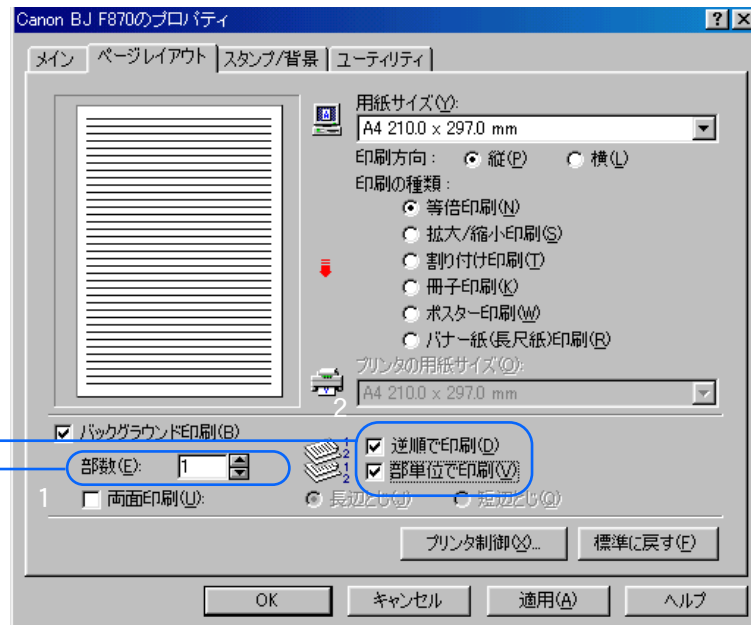 Canon BJ F870のプロパティ
メイン ページレイアウト スタンプ/背景 ユーティリティ
用紙サイズ(Y):
A4 210.0 x 297.0 mm
印刷方向： 縦(P) 横(L)
印刷の種類：
等倍印刷(N)
拡大/縮小印刷(S)
割り付け印刷(T)
冊子印刷(K)
ポスター印刷(W)
バナー紙(長尺紙)印刷(R)
プリンタの用紙サイズ(O):
A4 210.0 x 297.0 mm
2
バックグラウンド印刷(B)
逆順で印刷(D)
部数(E): 1
部単位で印刷(V)
1
両面印刷(U): 長辺とじ(J) 短辺とじ(Q)
プリンタ制御(X)... 標準に戻す(F)
OK キャンセル 適用(A) ヘルプ